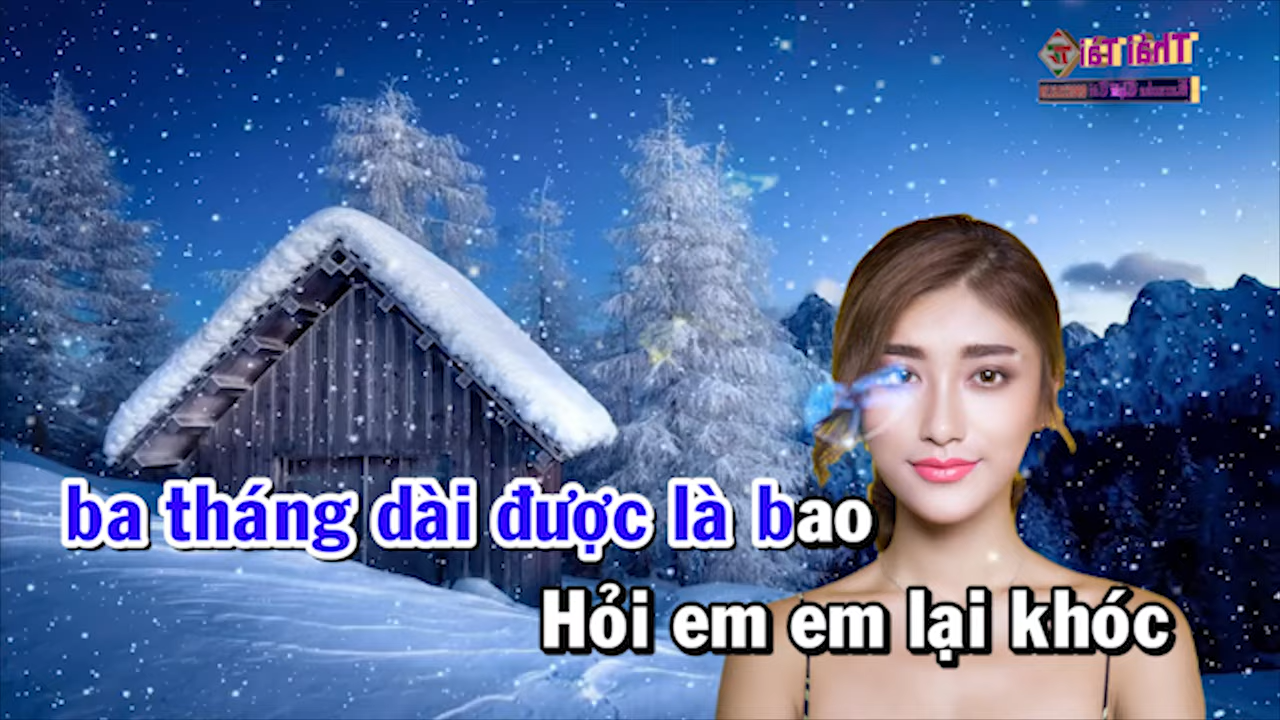 ba tháng dài được là bao
Hỏi em em lại khóc